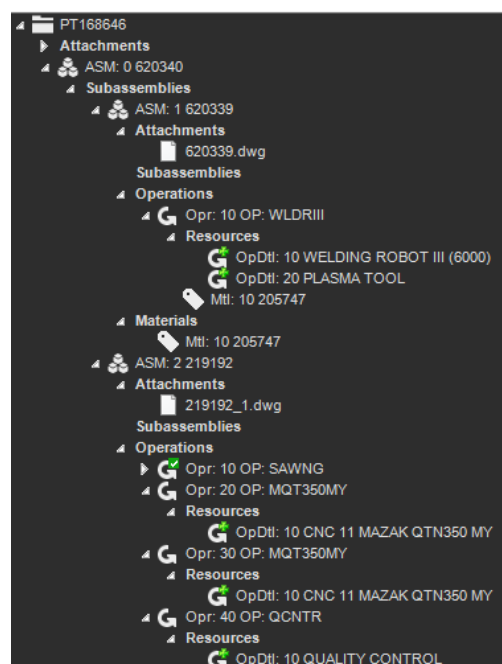 PT168646
Attachments
ASM: 0 620340
Subassemblies
ASM: 1 620339
Attachments
620339.dwg
Subassemblies
Operations
Opr: 10 OP: WLDRIII
Resources
OpDtl: 10 WELDING ROBOT III (6000)
OpDtl: 20 PLASMA TOOL
Mtl: 10 205747
Materials
Mtl: 10 205747
ASM: 2 219192
Attachments
219192_1.dwg
Subassemblies
Operations
Opr: 10 OP: SAWNG
Opr: 20 OP: MQT350MY
Resources
OpDtl: 10 CNC 11 MAZAK QTN350 MY
Opr: 30 OP: MQT350MY
Resources
OpDtl: 10 CNC 11 MAZAK QTN350 MY
Opr: 40 OP: QCNTR
Resources
OpDtl: 10 QUALITY CONTROL